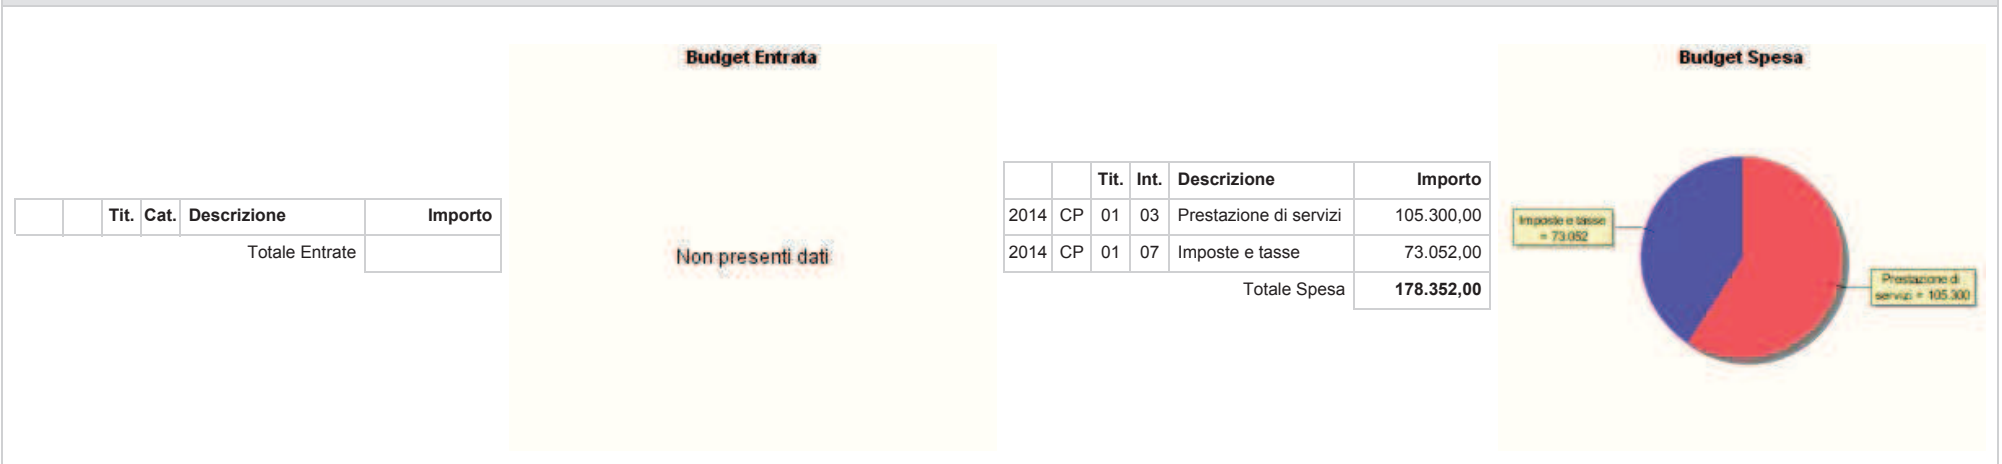 Tit. Cat. Descrizione Importo
Totale Entrate
Budget Entrata
Non presenti dati
Tit. Int. Descrizione Importo
2014 CP 01 03 Prestazione di servizi 105.300,00
2014 CP 01 07 Imposte e tasse 73.052,00
Totale Spesa 178.352,00
Budget Spesa
Imposte e tasse
= 73.052
Prestazione di
servizi = 105.300